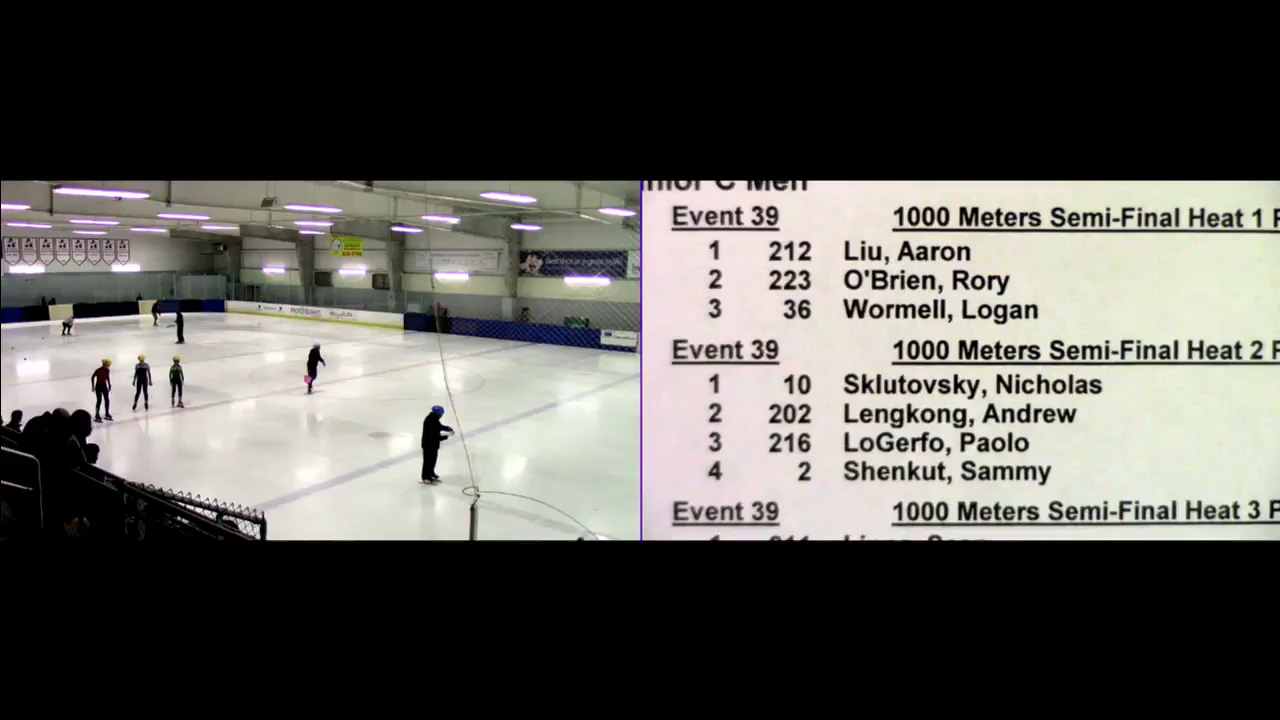 C Men
Event 39 1000 Meters Semi-Final Heat 1
1 212 Liu, Aaron
2 223 O'Brien, Rory
3 36 Wormell, Logan
Event 39 1000 Meters Semi-Final Heat 2
1 10 Sklutovsky, Nicholas
2 202 Lengkong, Andrew
3 216 LoGerfo, Paolo
4 2 Shenkut, Sammy
Event 39 1000 Meters Semi-Final Heat 3